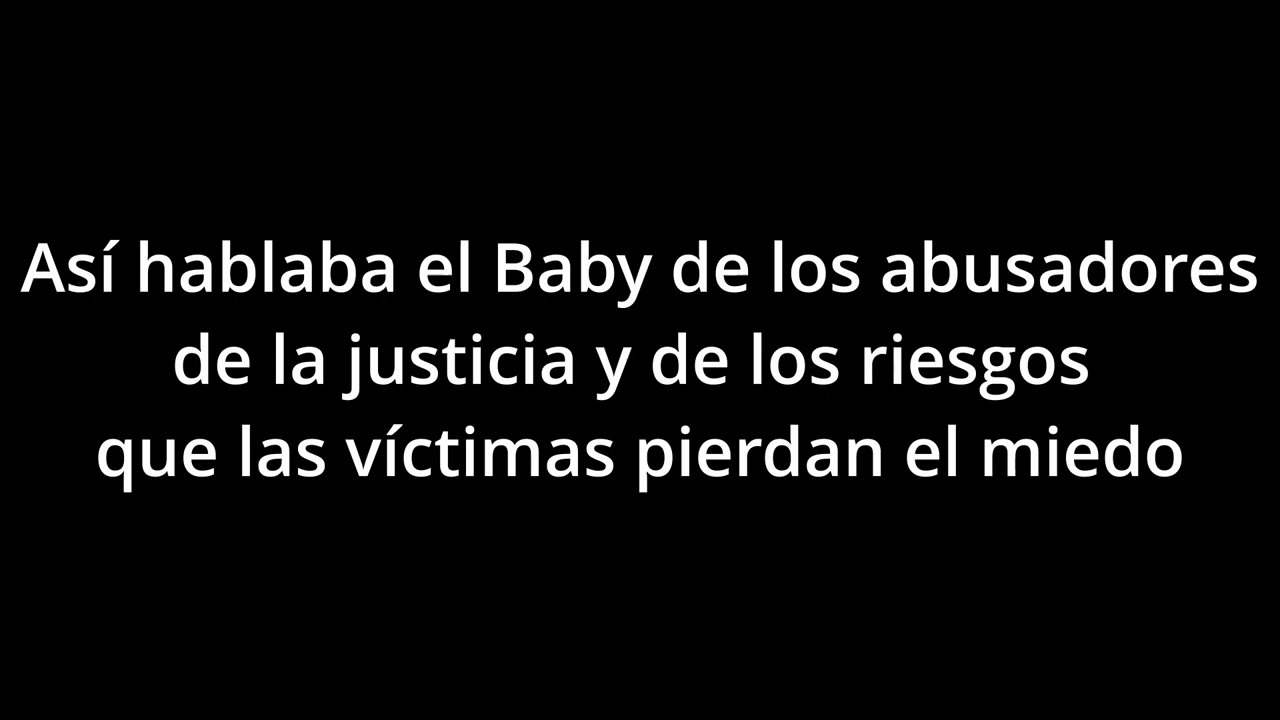 Así hablaba el Baby de los abusadores
de la justicia y de los riesgos
que las víctimas pierdan el miedo